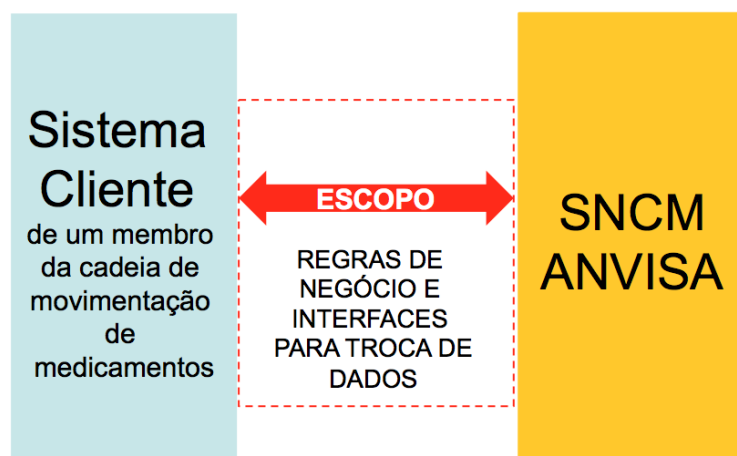 Sistema
Cliente
de um membro
da cadeia de
movimentação
de
medicamentos
ESCOPO
REGRAS DE
NEGÓCIO E
INTERFACES
PARA TROCA DE
DADOS
SNCM
ANVISA